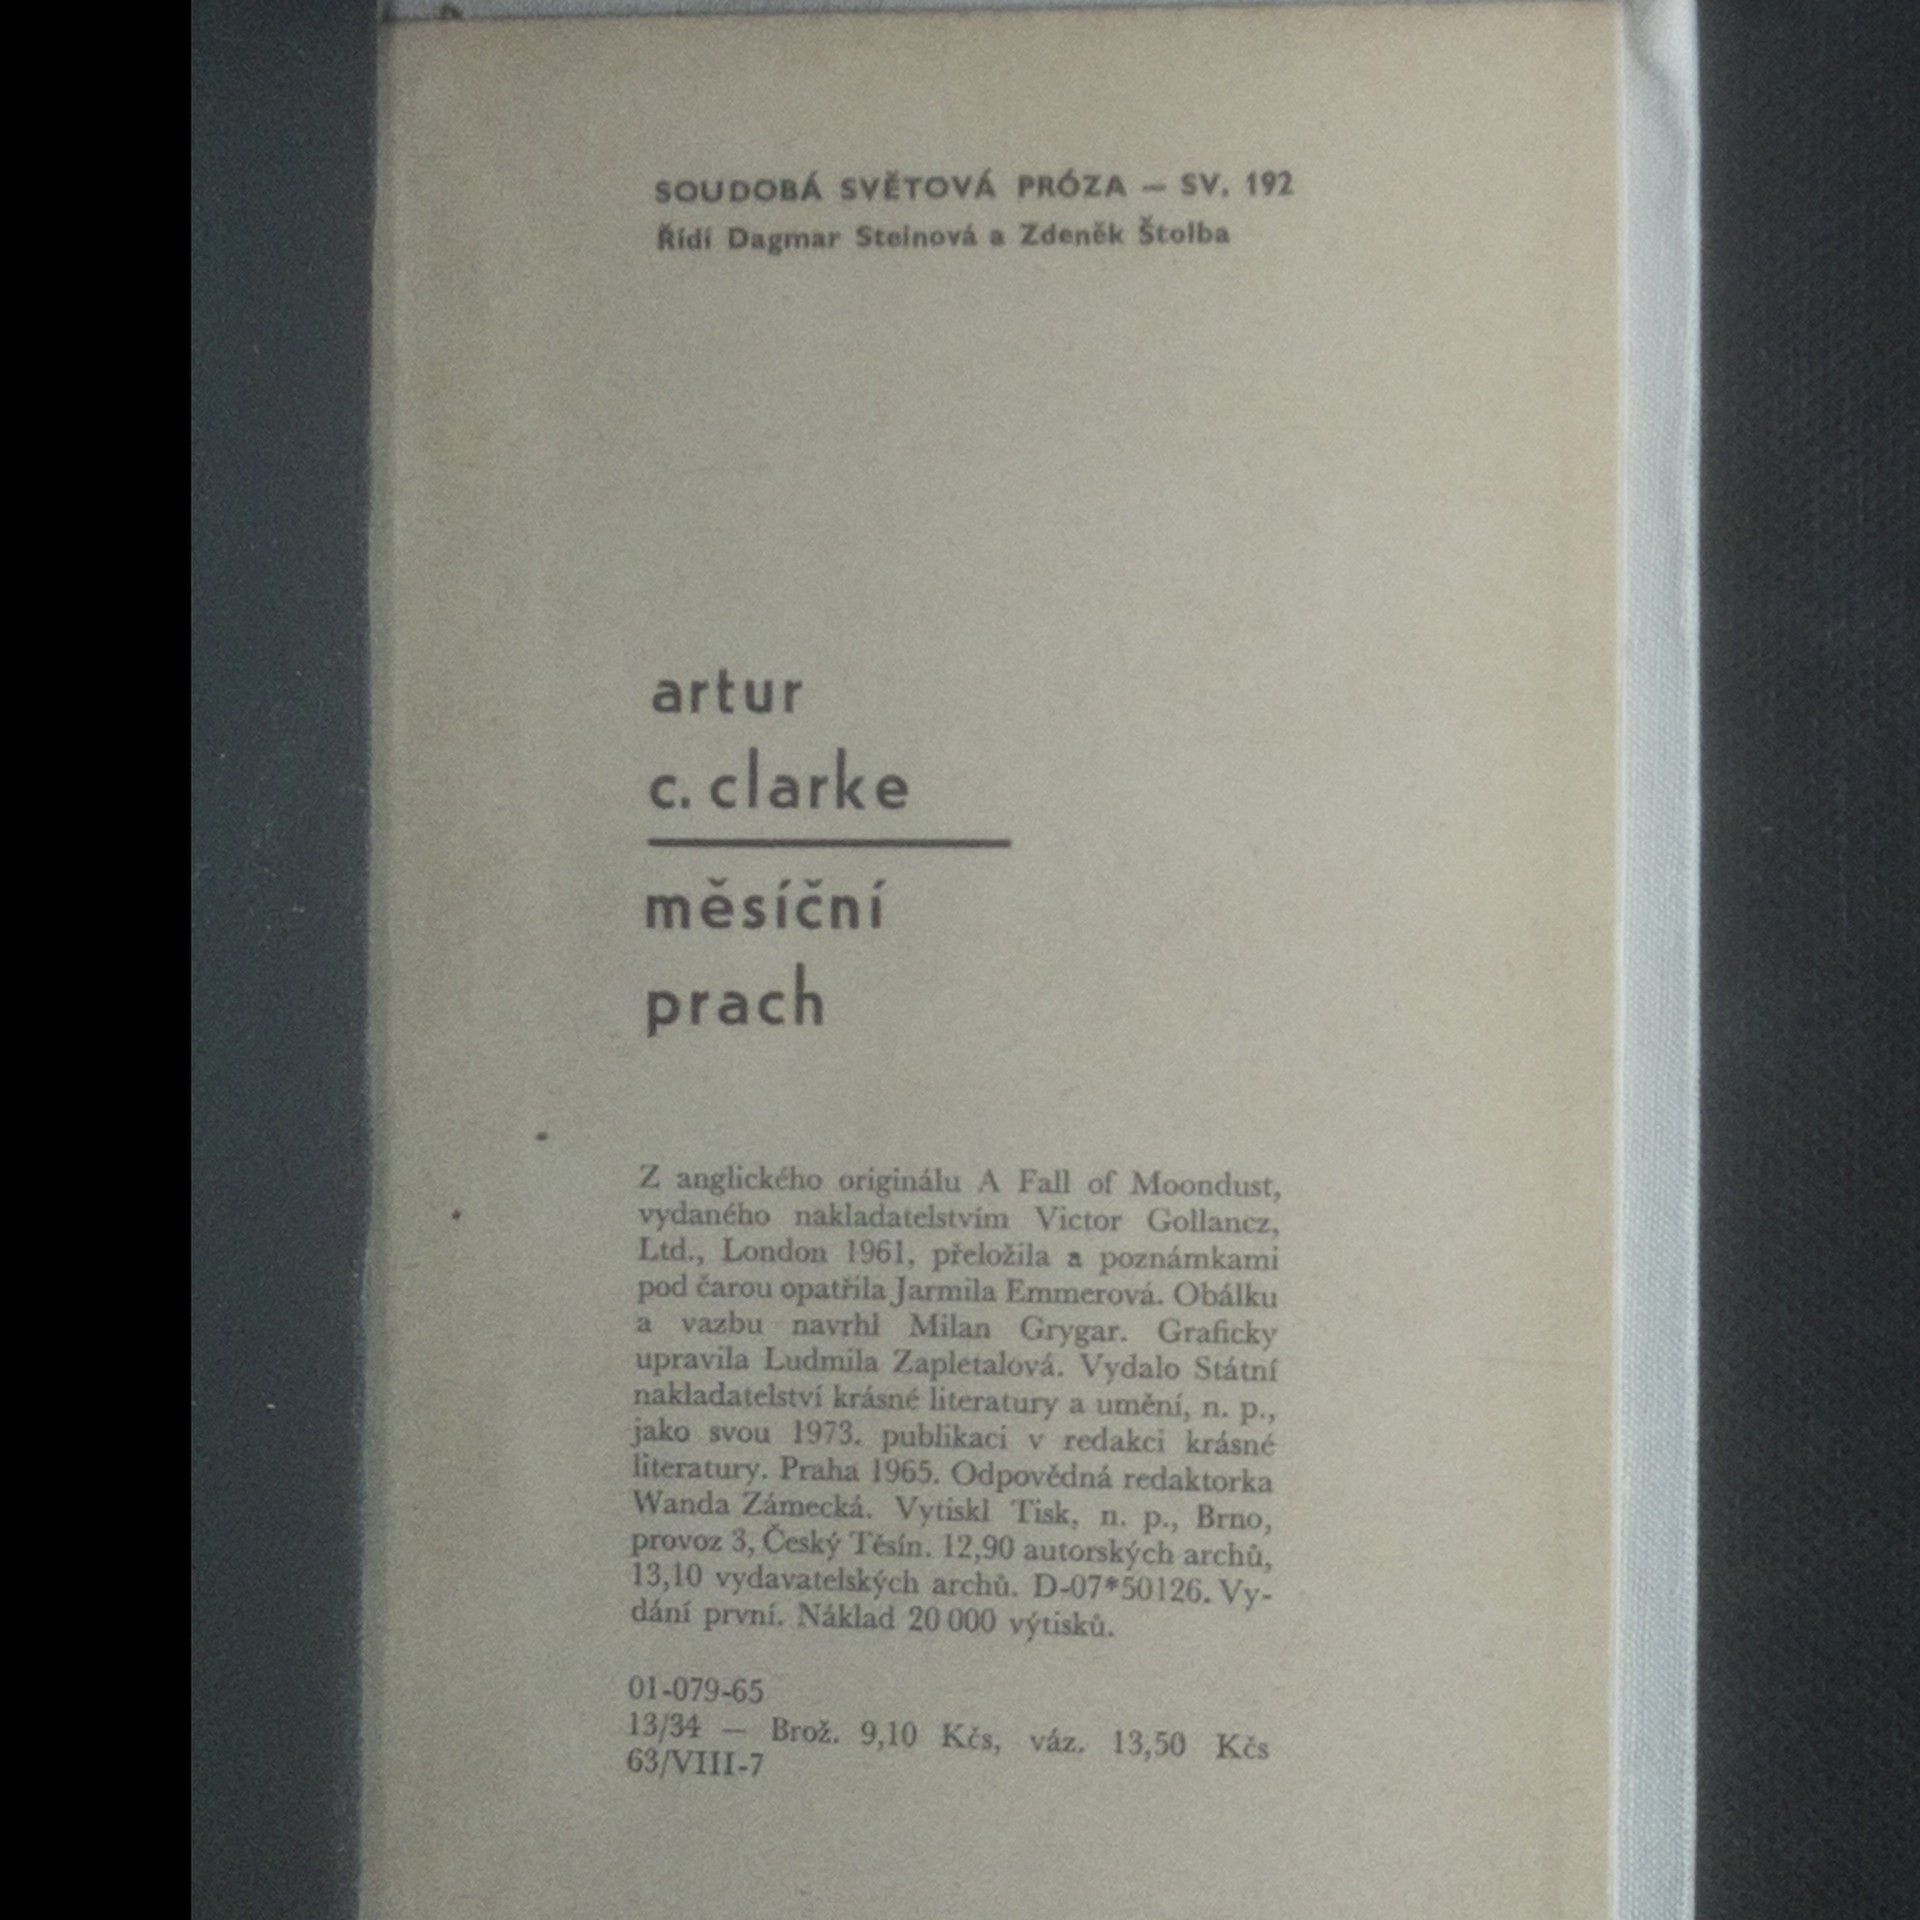 SOUDOBÁ SVĚTOVÁ PRÓZA — SV. 192
Řídí Dagmar Steinová a Zdeněk Štolba
artur
c. clarke
měsíční
prach
Z anglického originálu A Fall of Moondust,
vydaného nakladatelstvím Victor Gollancz,
Ltd., London 1961, přeložila a poznámkami
pod čarou opatřila Jarmila Emmerová. Obálku
a vazbu navrhl Milan Grygar. Graficky
upravila Ludmila Zapletalová. Vydalo Státní
nakladatelství krásné literatury a umění, n. p.,
jako svou 1973. publikaci v redakci krásné
literatury. Praha 1965. Odpovědná redaktorka
Wanda Zámecká. Vytiskl Tisk, n. p., Brno,
provoz 3, Český Těsín. 12,90 autorských archů,
13,10 vydavatelských archů. D-07*50126. Vy-
dání první. Náklad 20 000 výtisků.
01-079-65
13/34 — Brož. 9,10 Kčs, váz. 13,50 Kčs
63/VIII-7